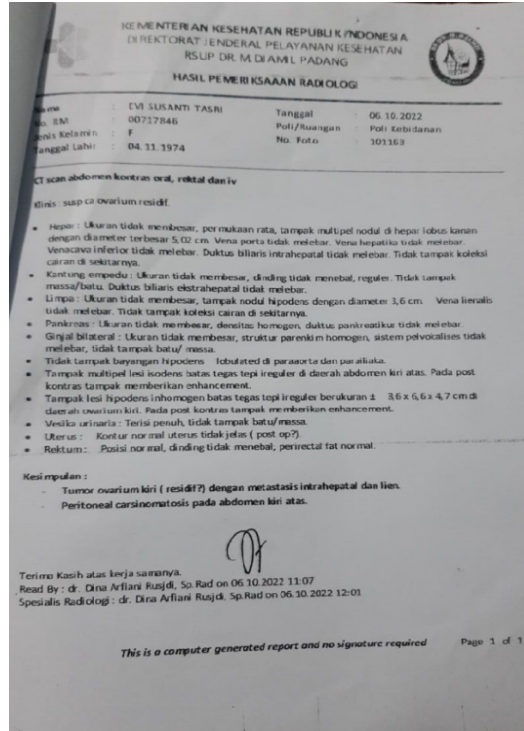 KEMENTERIAN KESEHATAN REPUBLIK INDONESIA
DIREKTORAT JENDERAL PELAYANAN KESEHATAN
RSUP DR. M. DJAMIL PADANG
HASIL PEMERIKSAAAN RADIOLOGI
Nama : EVI SUSANTI TASRI
No. RM : 00717846
Jenis Kelamin : F
Tanggal Lahir : 04.11.1974
Tanggal : 06.10.2022
Poli/Ruangan : Poli Kebidanan
No. Foto : 101163
CT scan abdomen kontras oral, rektal dan iv
Klinis : susp ca ovarium residif.
• Hepar : Ukuran tidak membesar, permukaan rata, tampak multipel nodul di hepar lobus kanan
dengan diameter terbesar 5,02 cm. Vena porta tidak melebar. Vena hepatika tidak melebar.
Venacava inferior tidak melebar. Duktus biliaris intrahepatal tidak melebar. Tidak tampak koleksi
cairan di sekitarnya.
• Kantung empedu : Ukuran tidak membesar, dinding tidak menebal, reguler. Tidak tampak
massa/batu. Duktus biliaris ekstrahepatal tidak melebar.
• Limpa : Ukuran tidak membesar, tampak nodul hipodens dengan diameter 3,6 cm. Vena lienalis
tidak melebar. Tidak tampak koleksi cairan di sekitarnya.
• Pankreas : Ukuran tidak membesar, densitas homogen, duktus pankreatikus tidak melebar.
• Ginjal bilateral : Ukuran tidak membesar, struktur parenkim homogen, sistem pelvokalises tidak
melebar, tidak tampak batu/ massa.
• Tidak tampak bayangan hipodens lobulated di paraaorta dan parailiaka.
• Tampak multipel lesi isodens batas tegas tepi ireguler di daerah abdomen kiri atas. Pada post
kontras tampak memberikan enhancement.
• Tampak lesi hipodens inhomogen batas tegas tepi ireguler berukuran ± 3,6 x 6,6 x 4,7 cm di
daerah ovarium kiri. Pada post kontras tampak memberikan enhancement.
• Vesika urinaria : Terisi penuh, tidak tampak batu/massa.
• Uterus : Kontur normal uterus tidak jelas ( post op?).
• Rektum : Posisi normal, dinding tidak menebal, perirectal fat normal.
Kesimpulan :
- Tumor ovarium kiri ( residif?) dengan metastasis intrahepatal dan lien.
- Peritoneal carsinomatosis pada abdomen kiri atas.
Terima Kasih atas kerja samanya.
Read By : dr. Dina Arfiani Rusjdi, Sp.Rad on 06.10.2022 11:07
Spesialis Radiologi : dr. Dina Arfiani Rusjdi, Sp.Rad on 06.10.2022 12:01
This is a computer generated report and no signature required
Page 1 of 1